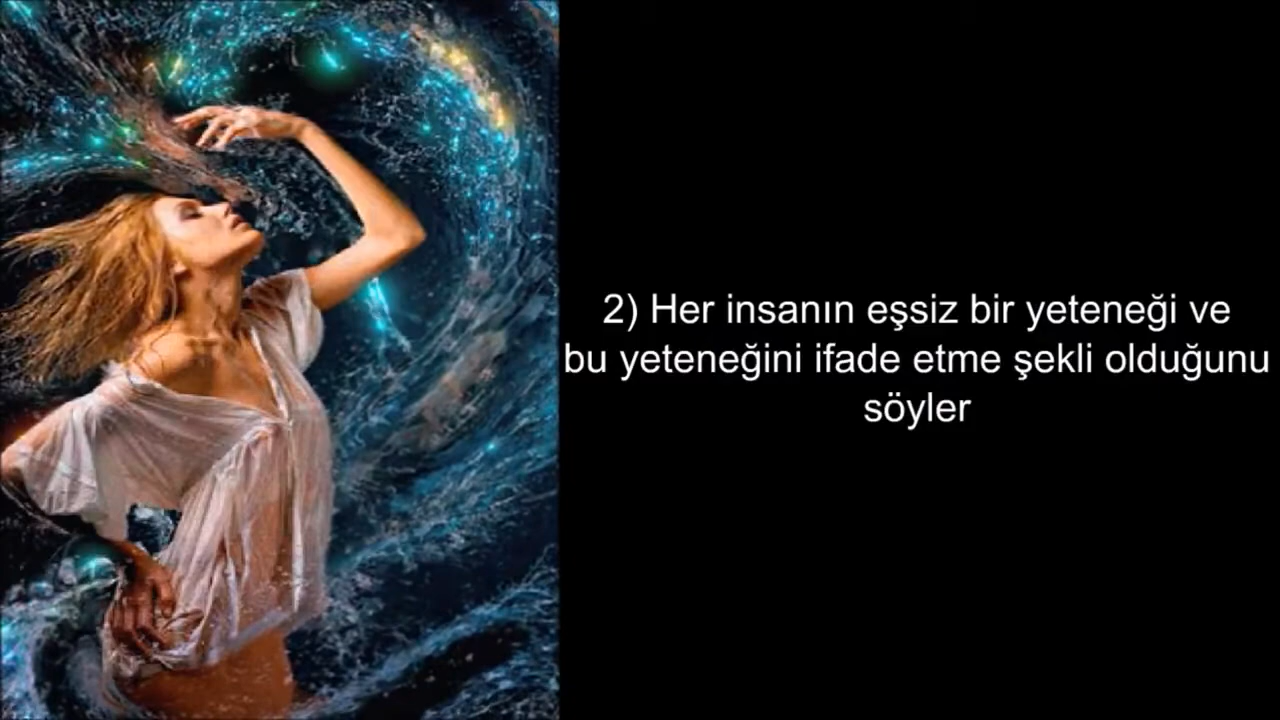 2) Her insanın eşsiz bir yeteneği ve
bu yeteneğini ifade etme şekli olduğunu
söyler